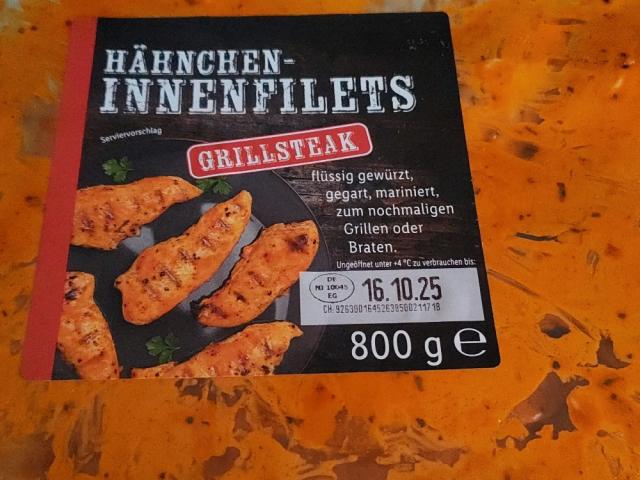 HÄHNCHEN-
INNENFILETS
Serviervorschlag
GRILLSTEAK
flüssig gewürzt,
gegart, mariniert,
zum nochmaligen
Grillen oder
Braten.
Ungeöffnet unter +4 °C zu verbrauchen bis:
DE
EG
16.10.25
800 g e